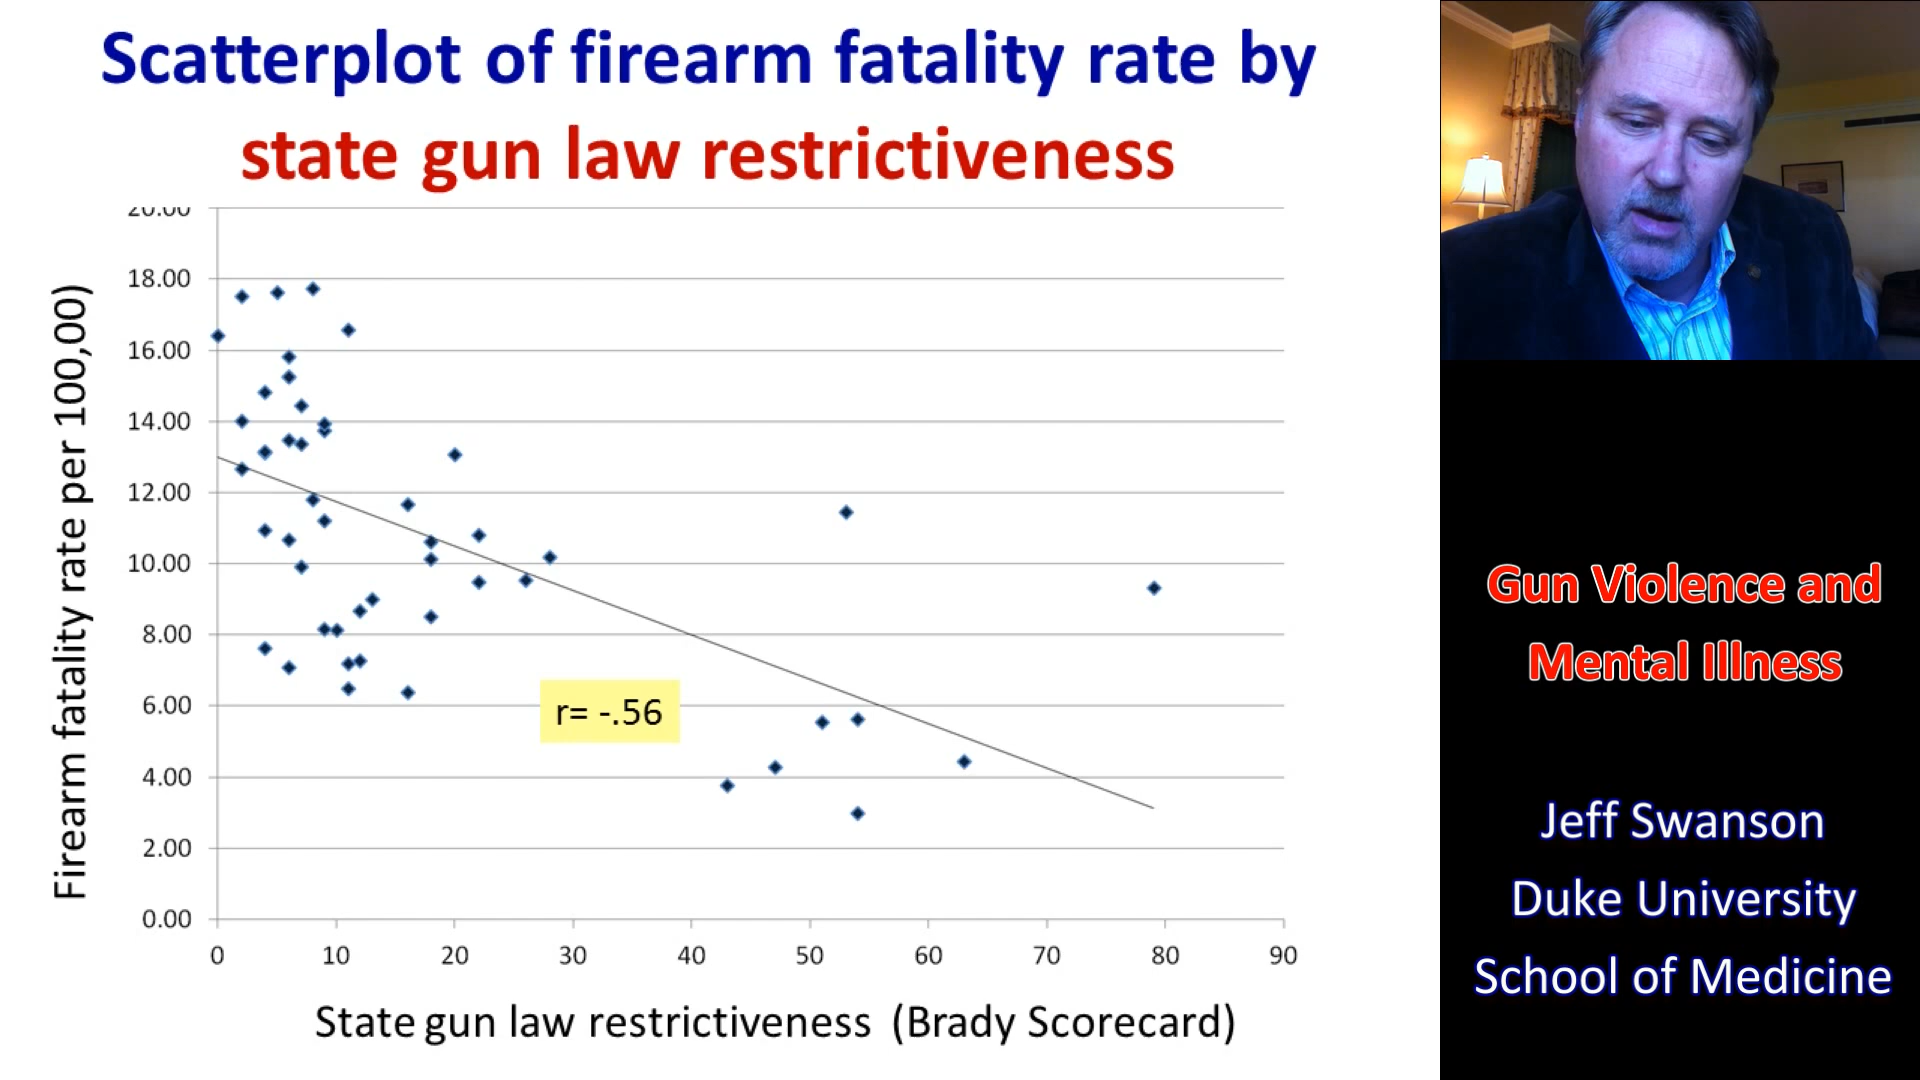 Scatterplot of firearm fatality rate by
state gun law restrictiveness
Firearm fatality rate per 100,00)
20.00
18.00
16.00
14.00
12.00
10.00
8.00
6.00
4.00
2.00
0.00
r= -.56
0 10 20 30 40 50 60 70 80 90
State gun law restrictiveness (Brady Scorecard)
Gun Violence and
Mental Illness
Jeff Swanson
Duke University
School of Medicine